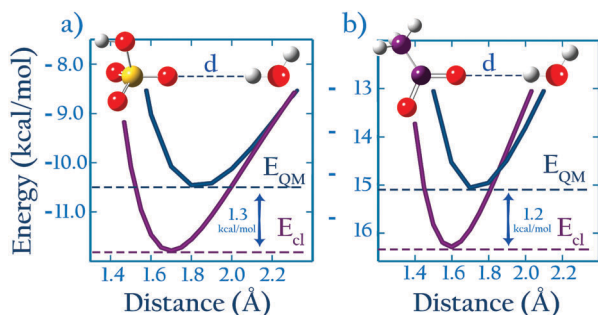 a)
d
Energy (kcal/mol)
-8.0
-9.0
-10.0
-11.0
E_QM
1.3
kcal/mol
E_cl
1.4 1.6 1.8 2.0 2.2
Distance (Å)
b)
d
13
14
15
16
E_QM
1.2
kcal/mol
E_cl
1.4 1.6 1.8 2.0 2.2
Distance (Å)